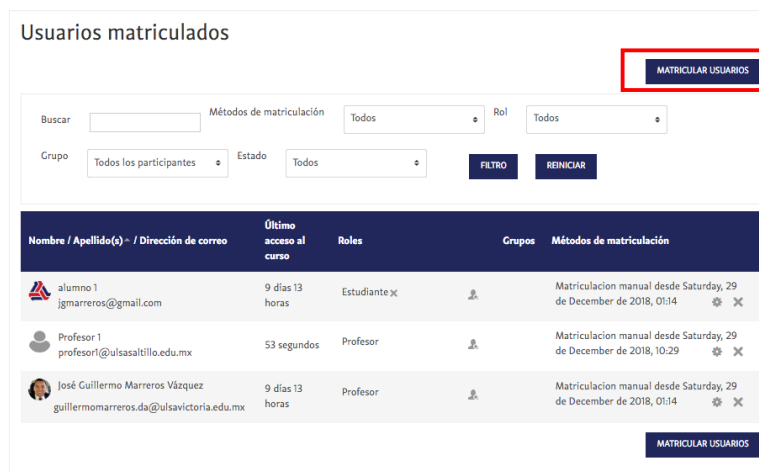 Usuarios matriculados
MATRICULAR USUARIOS
Buscar
Métodos de matriculación
Todos
Rol
Todos
Grupo
Todos los participantes
Estado
Todos
FILTRO
REINICIAR
Nombre / Apellido(s) / Dirección de correo
Último
acceso al
curso
Roles
Grupos
Métodos de matriculación
alumno 1
jgmarreros@gmail.com
9 días 13
horas
Estudiante
Matriculacion manual desde Saturday, 29
de December de 2018, 01:14
Profesor 1
profesor1@ulsasaltillo.edu.mx
53 segundos
Profesor
Matriculacion manual desde Saturday, 29
de December de 2018, 10:29
José Guillermo Marreros Vázquez
guillermomarreros.da@ulsavictoria.edu.mx
9 días 13
horas
Profesor
Matriculacion manual desde Saturday, 29
de December de 2018, 01:14
MATRICULAR USUARIOS